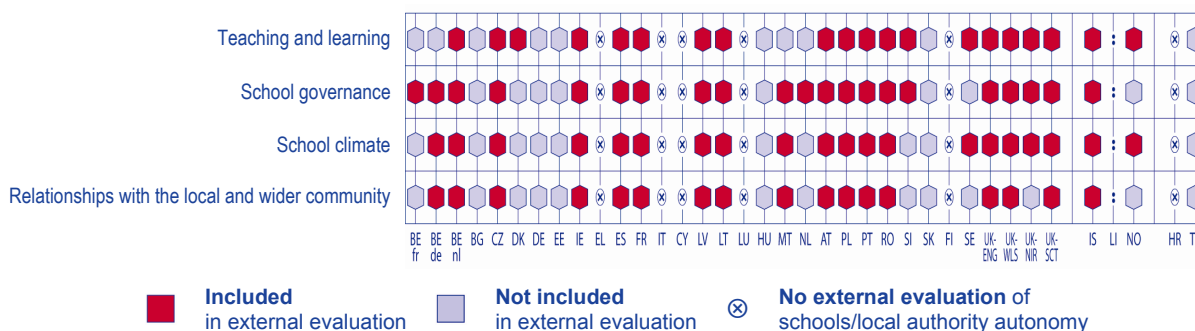 Teaching and learning
School governance
School climate
Relationships with the local and wider community
BE fr BE de BE nl BG CZ DK DE EE IE EL ES FR IT CY LV LT LU HU MT NL AT PL PT RO SI SK FI SE UK-ENG UK-WLS UK-NIR UK-SCT IS LI NO HR T
Included
in external evaluation
Not included
in external evaluation
No external evaluation of
schools/local authority autonomy